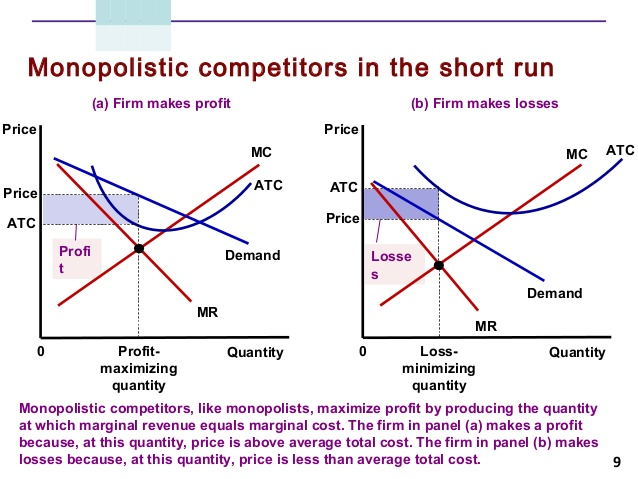 Monopolistic competitors in the short run
(a) Firm makes profit
Price
MC
ATC
Price
ATC
Profi
t
Demand
MR
0
Profit-
maximizing
quantity
Quantity
(b) Firm makes losses
Price
MC
ATC
ATC
Price
Losse
s
Demand
MR
0
Loss-
minimizing
quantity
Quantity
Monopolistic competitors, like monopolists, maximize profit by producing the quantity
at which marginal revenue equals marginal cost. The firm in panel (a) makes a profit
because, at this quantity, price is above average total cost. The firm in panel (b) makes
losses because, at this quantity, price is less than average total cost.
9